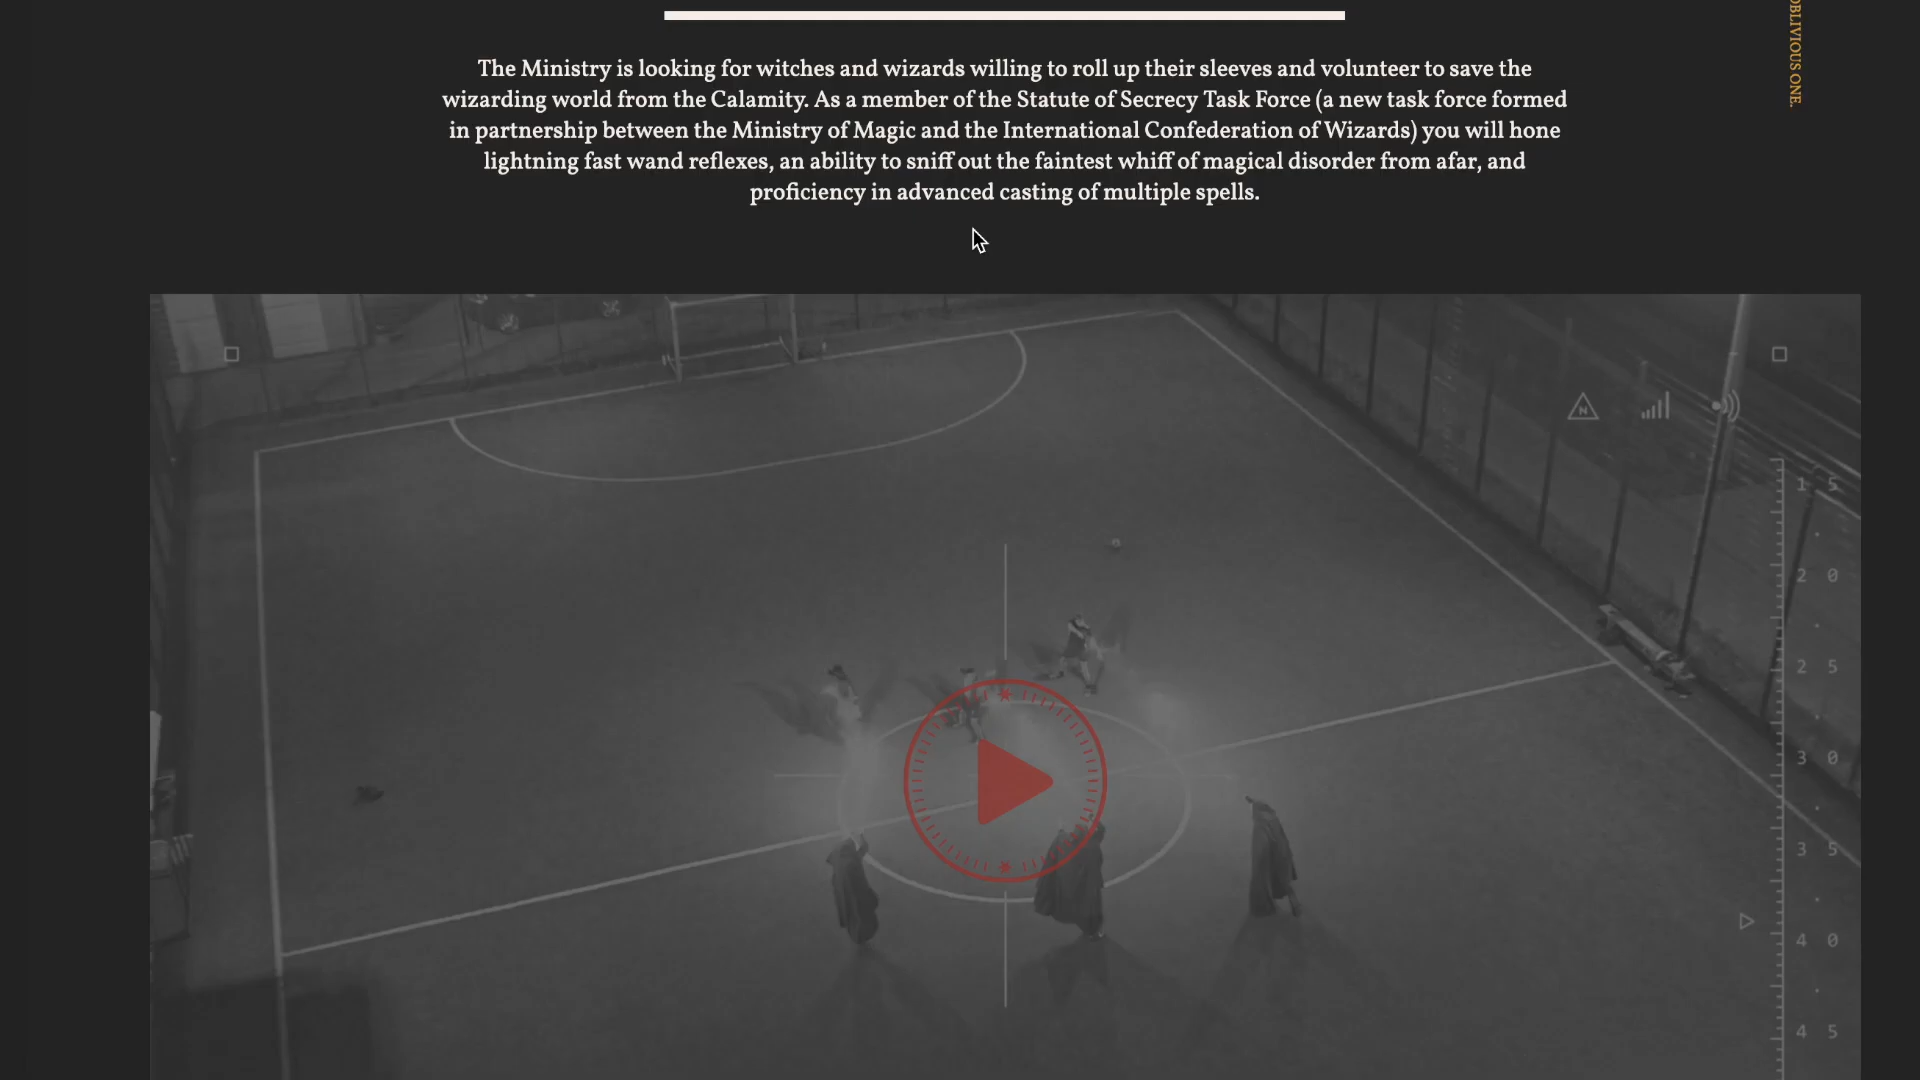 OBLIVIOUS ONE.
The Ministry is looking for witches and wizards willing to roll up their sleeves and volunteer to save the
wizarding world from the Calamity. As a member of the Statute of Secrecy Task Force (a new task force formed
in partnership between the Ministry of Magic and the International Confederation of Wizards) you will hone
lightning fast wand reflexes, an ability to sniff out the faintest whiff of magical disorder from afar, and
proficiency in advanced casting of multiple spells.
N
1 5
2 0
2 5
3 0
3 5
4 0
4 5